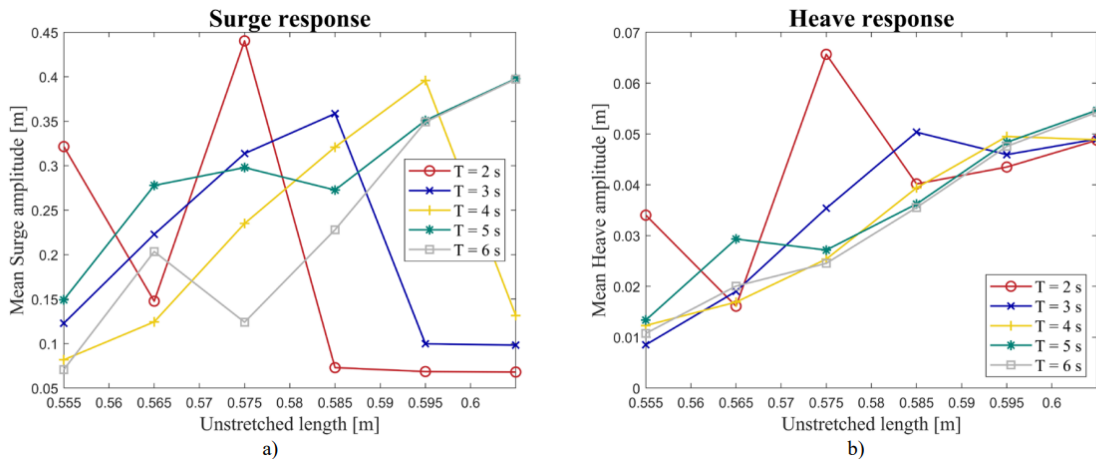 Surge response
0.45
0.4
0.35
0.3
0.25
0.2
0.15
0.1
0.05
Mean Surge amplitude [m]
T = 2 s
T = 3 s
T = 4 s
T = 5 s
T = 6 s
0.555 0.56 0.565 0.57 0.575 0.58 0.585 0.59 0.595 0.6
Unstretched length [m]
a)
Heave response
0.07
0.06
0.05
0.04
0.03
0.02
0.01
0
Mean Heave amplitude [m]
T = 2 s
T = 3 s
T = 4 s
T = 5 s
T = 6 s
0.555 0.56 0.565 0.57 0.575 0.58 0.585 0.59 0.595 0.6
Unstretched length [m]
b)